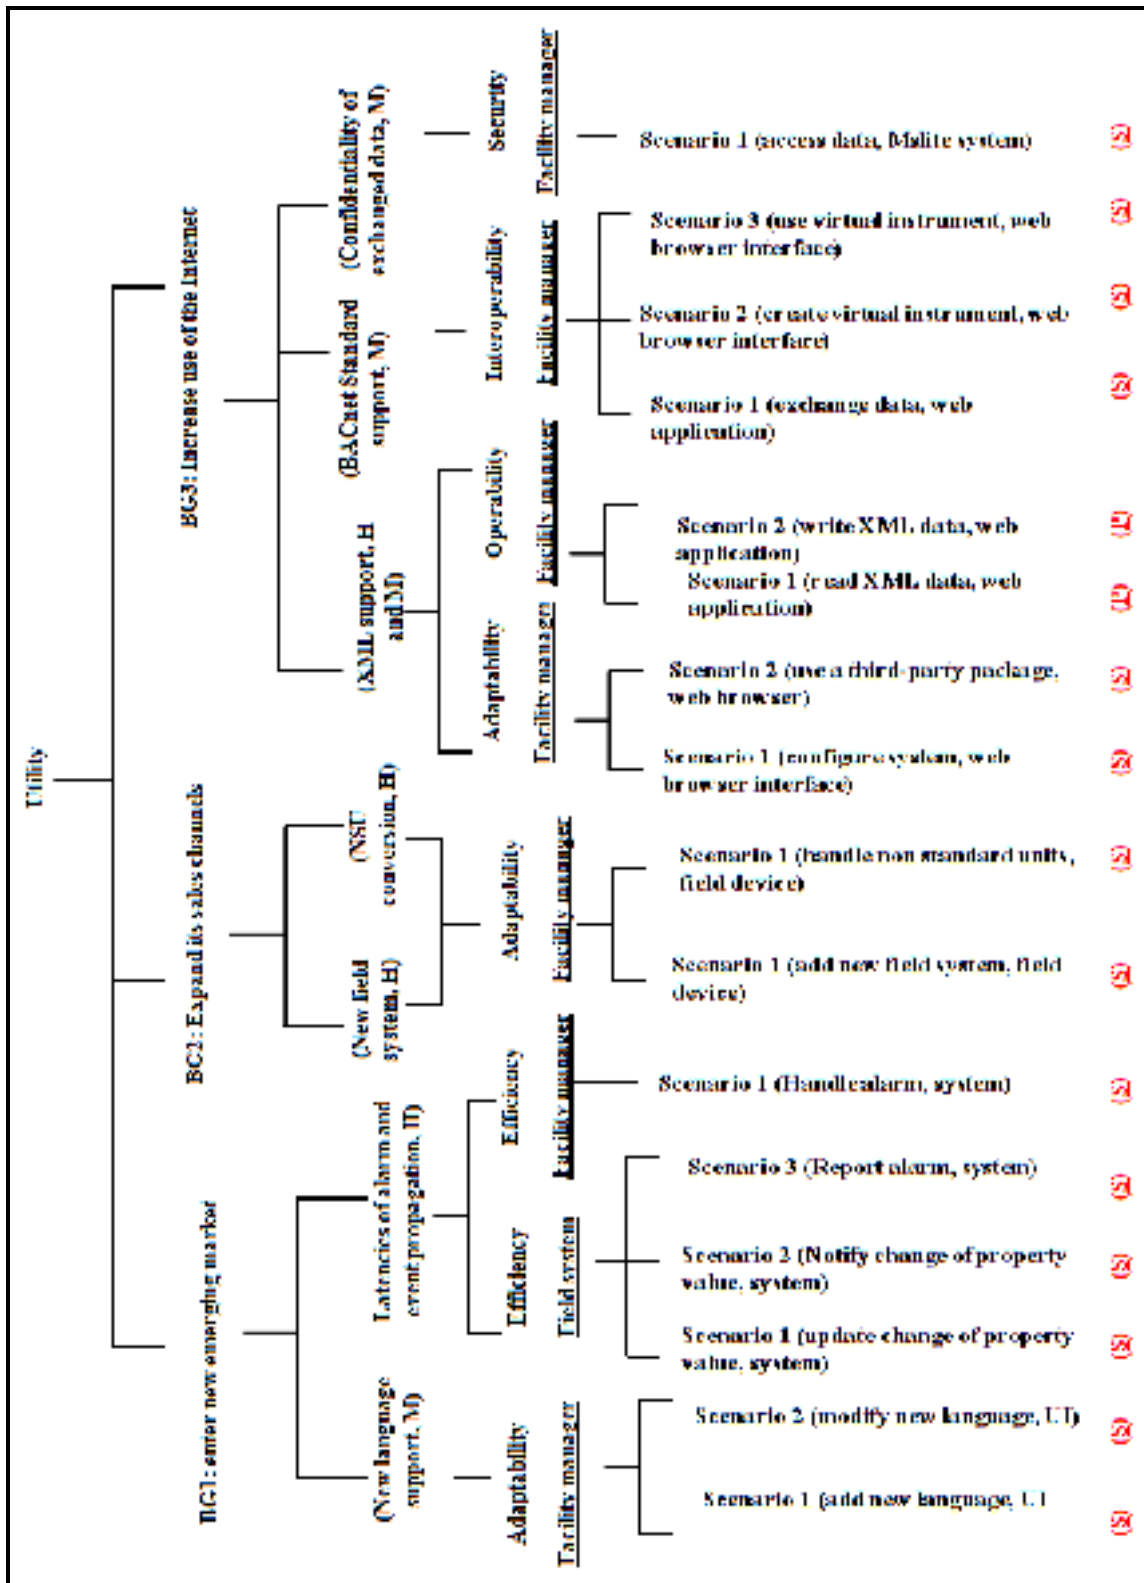 Utility
BG1: enter new emerging market
BG2: Expand its sales channels
BG3: Increase use of the Internet
(New language
support, M)
Latencies of alarm and
event propagation, H)
(New field
system, H)
(NSU
conversion, H)
(XML support, H
and M)
(BACnet Standard
support, M)
(Confidentiality of
exchanged data, M)
Adaptability
Efficiency
Efficiency
Adaptability
Adaptability
Operability
Interoperability
Security
Facility manager
Field system
Facility manager
Facility manager
Facility manager
Facility manager
Facility manager
Facility manager
Scenario 1 (access data, Mslite system)
Scenario 3 (use virtual instrument, web
browser interface)
Scenario 2 (create virtual instrument, web
browser interface)
Scenario 1 (exchange data, web
application)
Scenario 2 (write XML data, web
application)
Scenario 1 (read XML data, web
application)
Scenario 2 (use a third-party package,
web browser)
Scenario 1 (configure system, web
browser interface)
Scenario 1 (handle non standard units,
field device)
Scenario 1 (add new field system, field
device)
Scenario 1 (Handle alarm, system)
Scenario 3 (Report alarm, system)
Scenario 2 (Notify change of property
value, system)
Scenario 1 (update change of property
value, system)
Scenario 2 (modify new language, UI)
Scenario 1 (add new language, UI